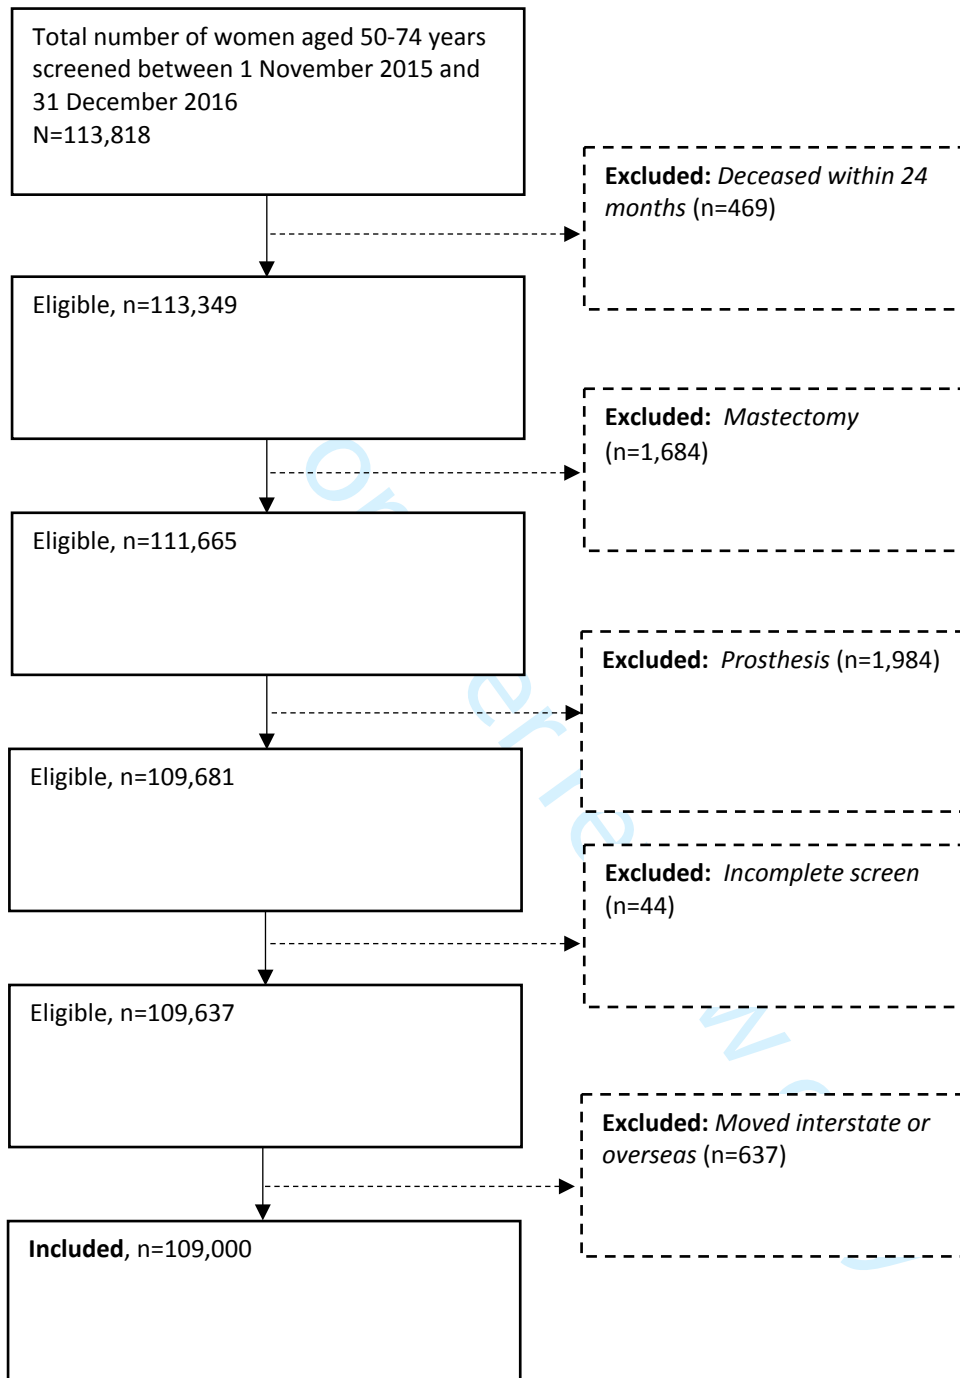 Total number of women aged 50-74 years
screened between 1 November 2015 and
31 December 2016
N=113,818
Excluded: Deceased within 24
months (n=469)
Eligible, n=113,349
Excluded: Mastectomy
(n=1,684)
Eligible, n=111,665
Excluded: Prosthesis (n=1,984)
Eligible, n=109,681
Excluded: Incomplete screen
(n=44)
Eligible, n=109,637
Excluded: Moved interstate or
overseas (n=637)
Included, n=109,000